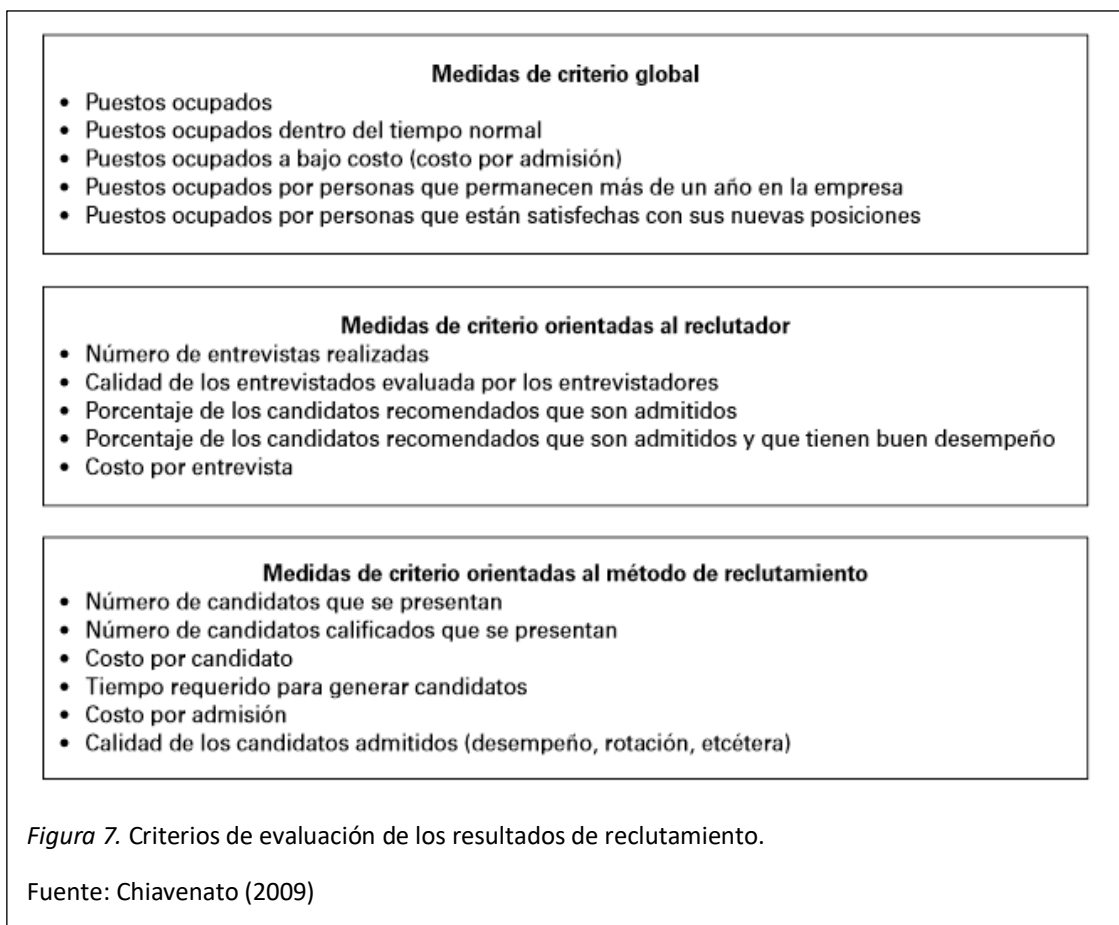 Medidas de criterio global
• Puestos ocupados
• Puestos ocupados dentro del tiempo normal
• Puestos ocupados a bajo costo (costo por admisión)
• Puestos ocupados por personas que permanecen más de un año en la empresa
• Puestos ocupados por personas que están satisfechas con sus nuevas posiciones
Medidas de criterio orientadas al reclutador
• Número de entrevistas realizadas
• Calidad de los entrevistados evaluada por los entrevistadores
• Porcentaje de los candidatos recomendados que son admitidos
• Porcentaje de los candidatos recomendados que son admitidos y que tienen buen desempeño
• Costo por entrevista
Medidas de criterio orientadas al método de reclutamiento
• Número de candidatos que se presentan
• Número de candidatos calificados que se presentan
• Costo por candidato
• Tiempo requerido para generar candidatos
• Costo por admisión
• Calidad de los candidatos admitidos (desempeño, rotación, etcétera)
Figura 7. Criterios de evaluación de los resultados de reclutamiento.
Fuente: Chiavenato (2009)